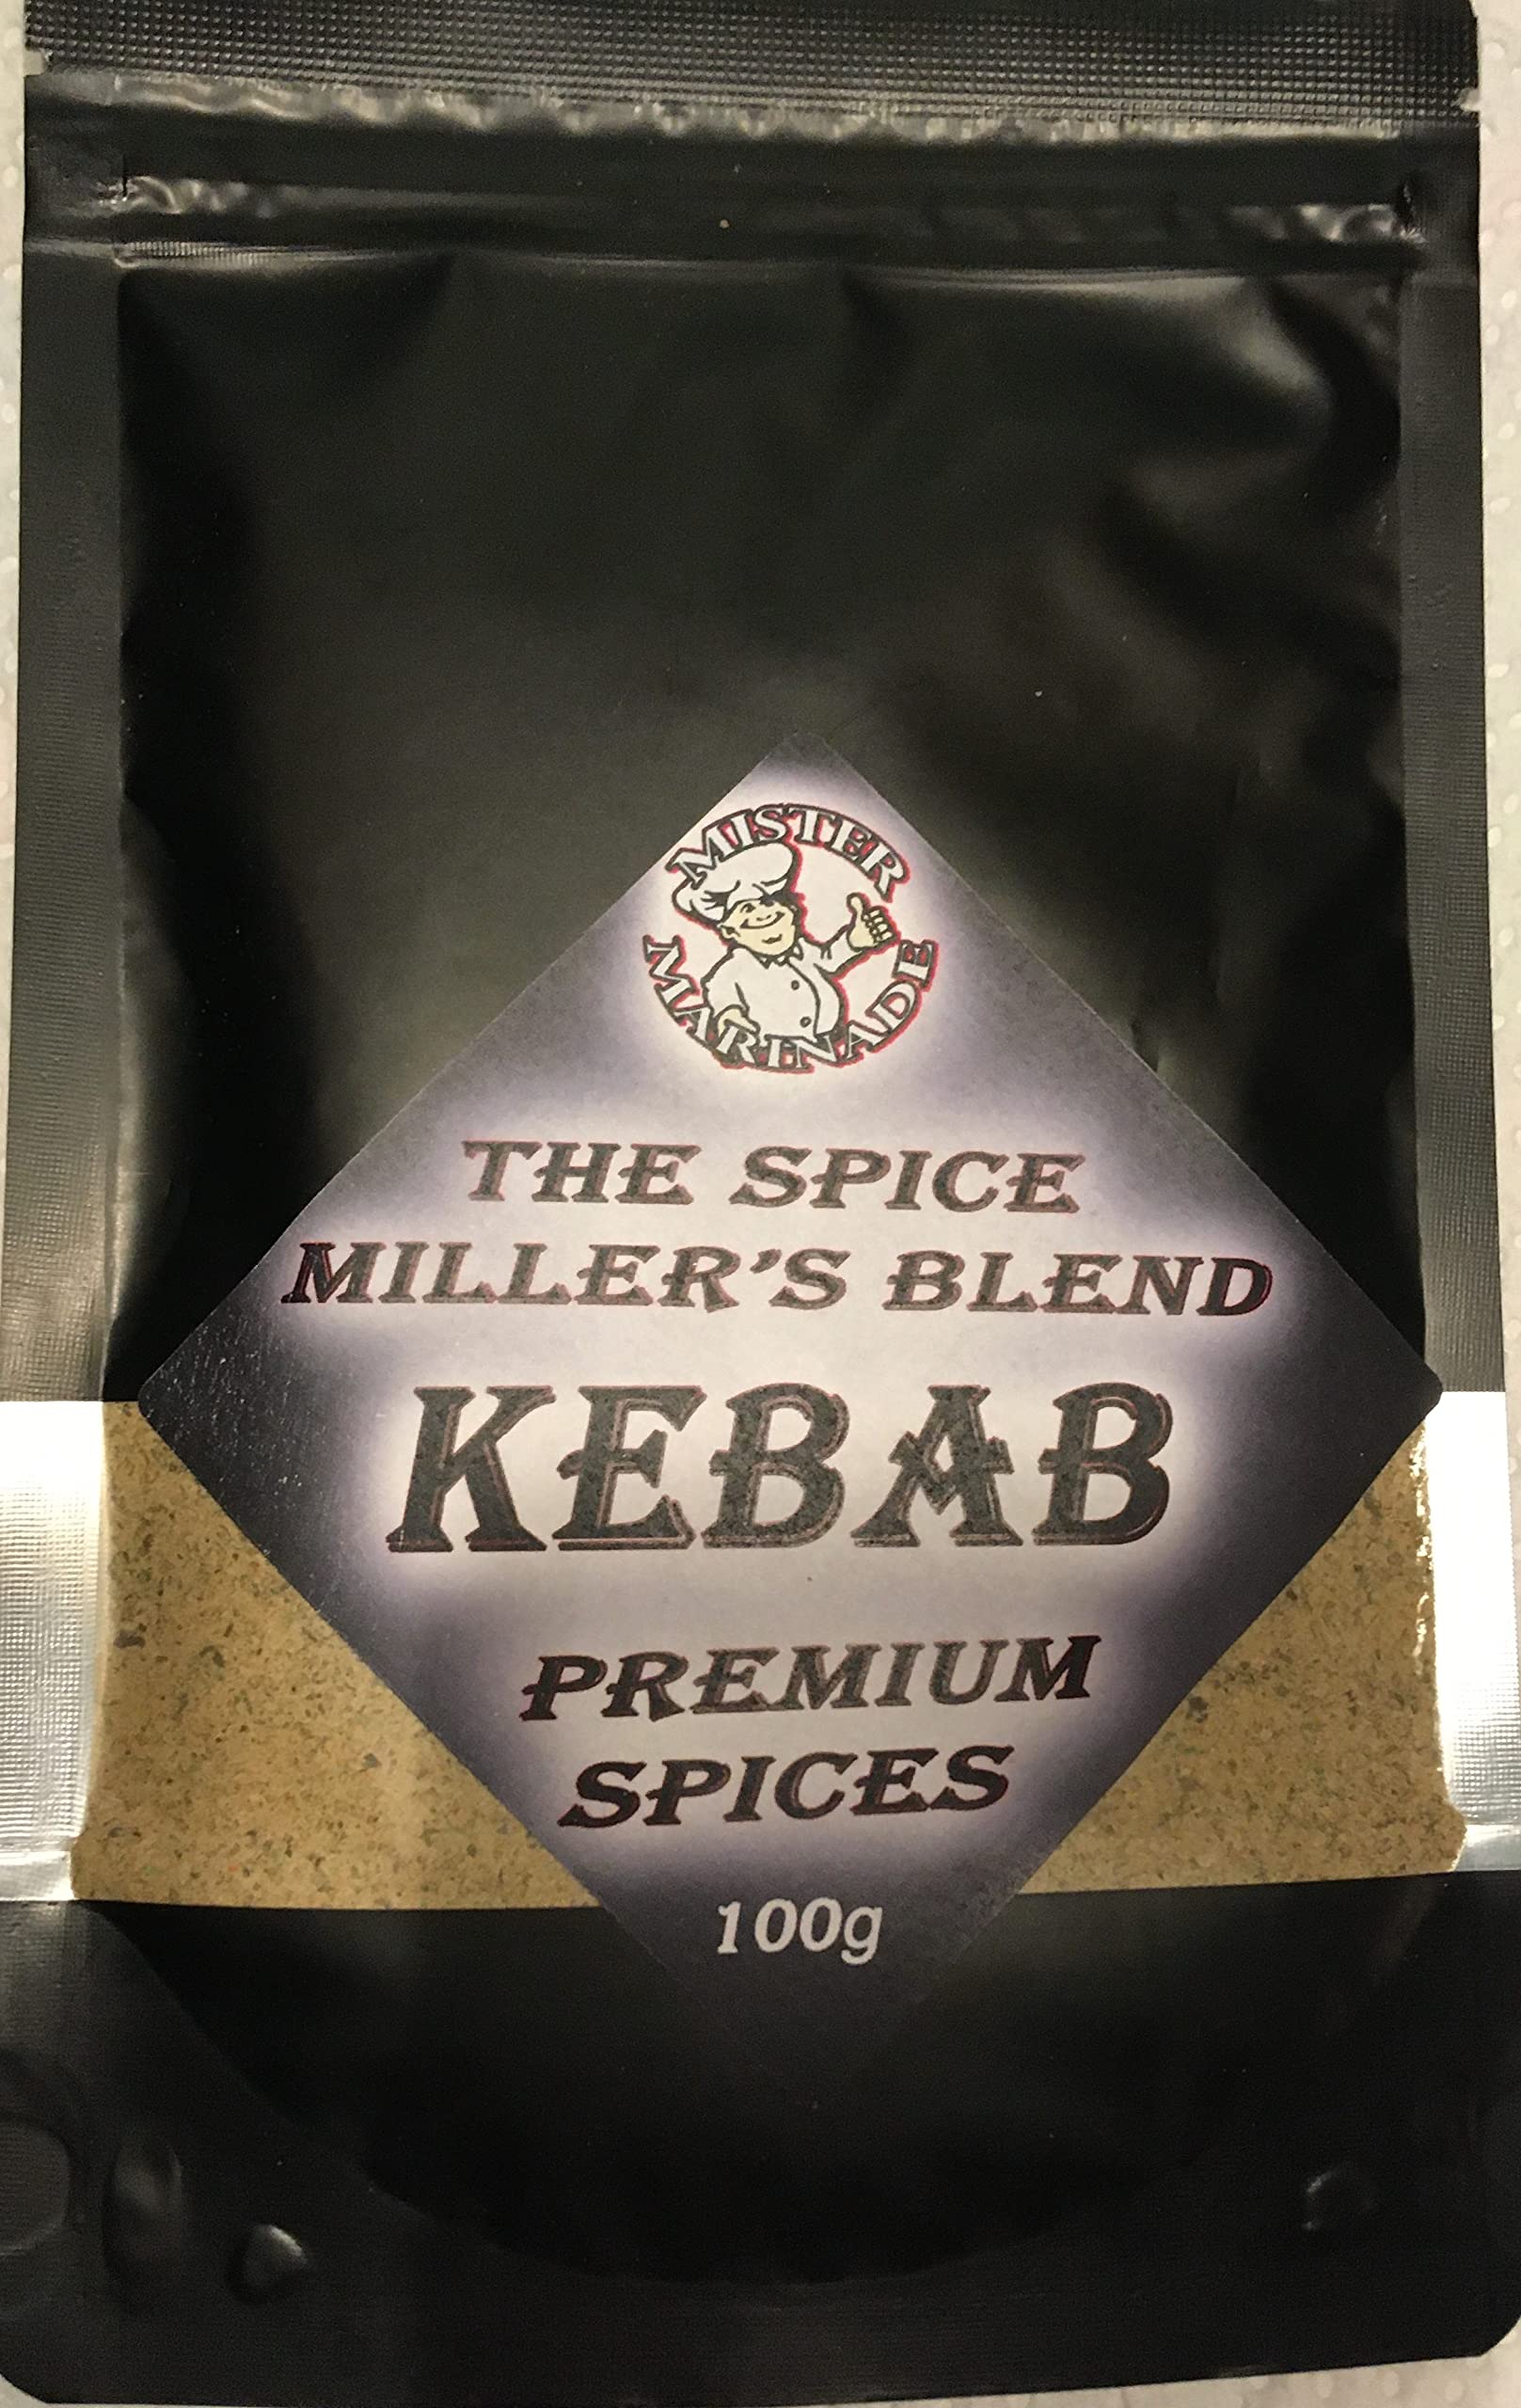 MISTER
MARINADE
THE SPICE
MILLER'S BLEND
KEBAB
PREMIUM
SPICES
100g